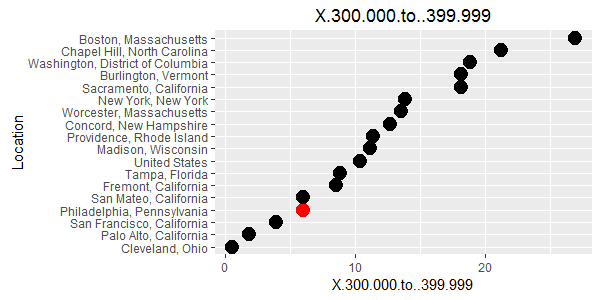 X.300.000.to..399.999
Location
Boston, Massachusetts
Chapel Hill, North Carolina
Washington, District of Columbia
Burlington, Vermont
Sacramento, California
New York, New York
Worcester, Massachusetts
Concord, New Hampshire
Providence, Rhode Island
Madison, Wisconsin
United States
Tampa, Florida
Fremont, California
San Mateo, California
Philadelphia, Pennsylvania
San Francisco, California
Palo Alto, California
Cleveland, Ohio
0 10 20
X.300.000.to..399.999